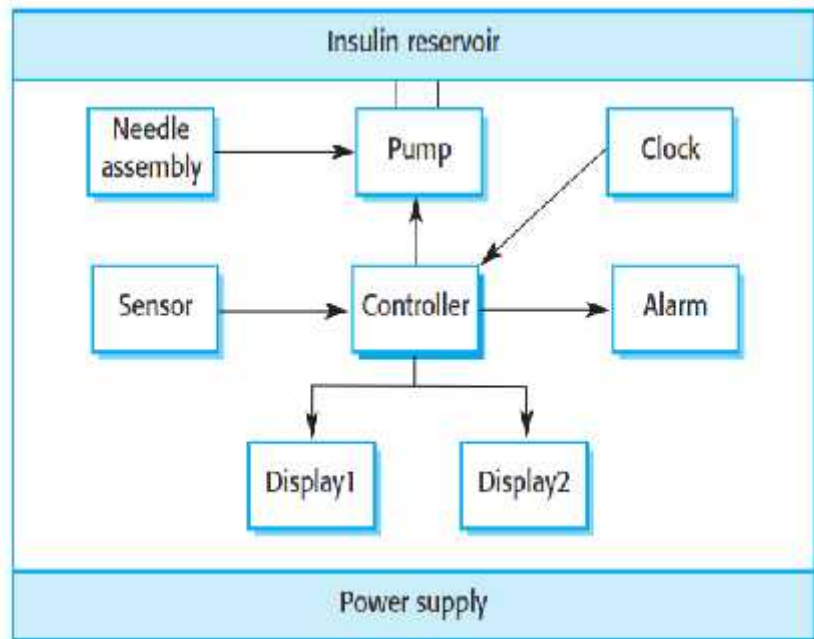 Insulin reservoir
Needle
assembly
Pump
Clock
Sensor
Controller
Alarm
Display1
Display2
Power supply